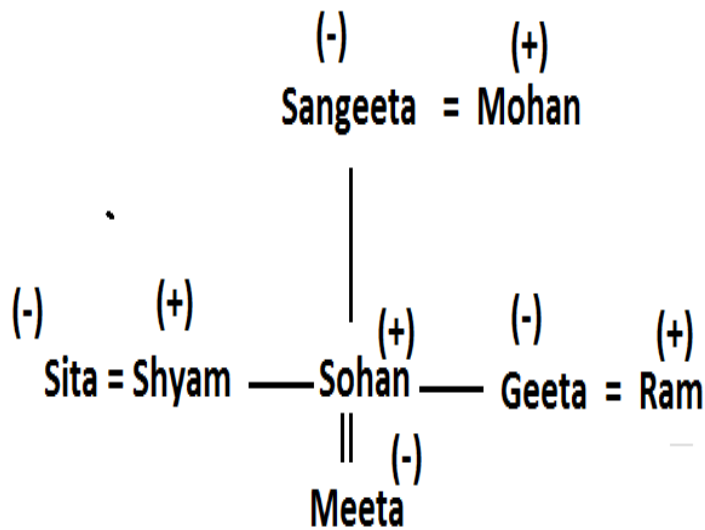 (-) (+)
Sangeeta = Mohan
(-) (+) (+) (-) (+)
Sita = Shyam — Sohan — Geeta = Ram
(-)
Meeta